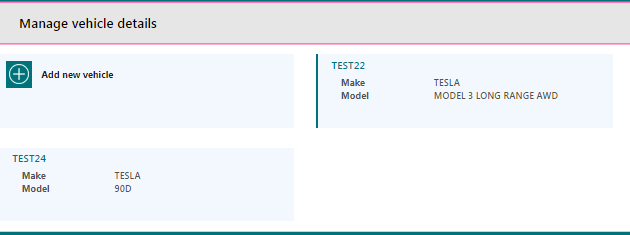 Manage vehicle details
Add new vehicle
TEST22
Make TESLA
Model MODEL 3 LONG RANGE AWD
TEST24
Make TESLA
Model 90D